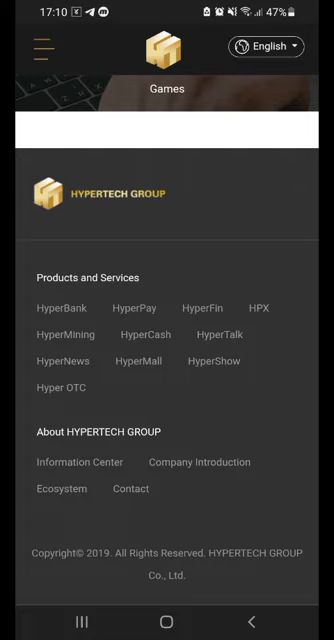 17:10
47%
HT
English
Games
HT HYPERTECH GROUP
Products and Services
HyperBank HyperPay HyperFin HPX
HyperMining HyperCash HyperTalk
HyperNews HyperMall HyperShow
Hyper OTC
About HYPERTECH GROUP
Information Center Company Introduction
Ecosystem Contact
Copyright© 2019. All Rights Reserved. HYPERTECH GROUP
Co., Ltd.